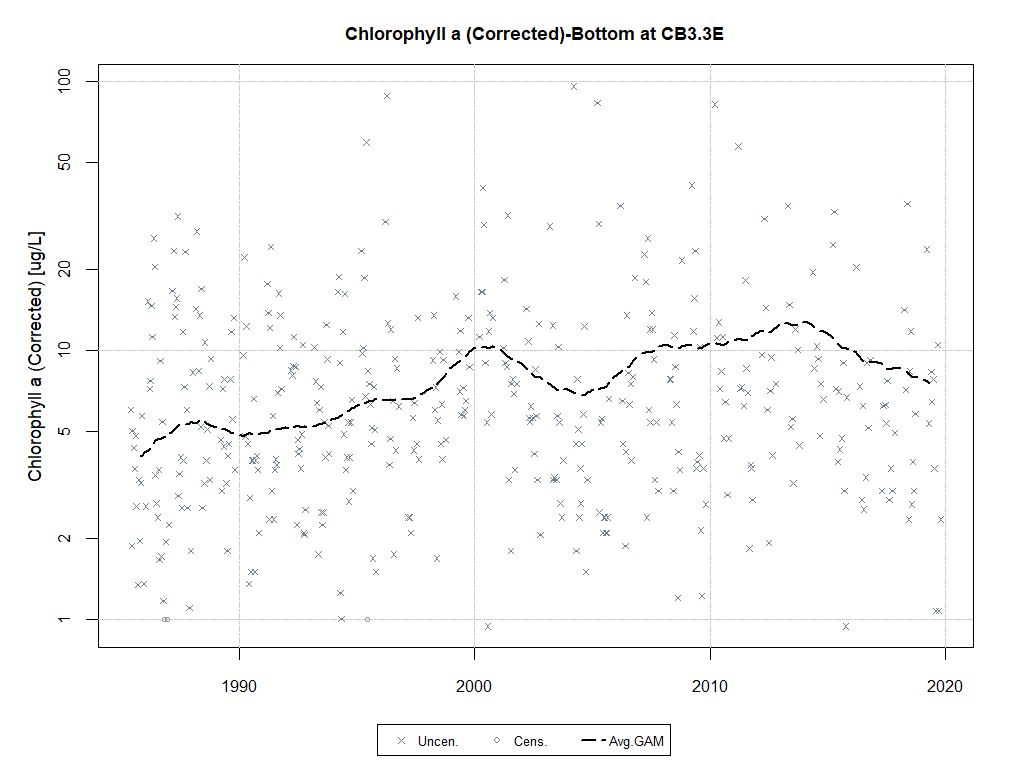 Chlorophyll a (Corrected)-Bottom at CB3.3E
Chlorophyll a (Corrected) [ug/L]
100
50
20
10
5
2
1
1990 2000 2010 2020
Uncen. Cens. Avg.GAM